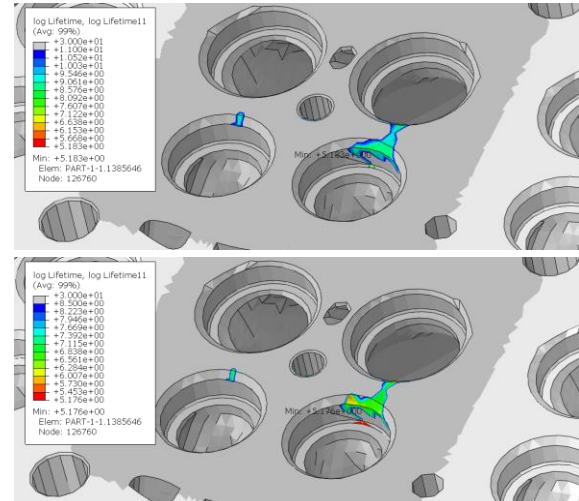 log Lifetime, log Lifetime11
(Avg: 99%)
+3.000e+01
+1.100e+01
+1.052e+01
+1.003e+01
+9.546e+00
+9.061e+00
+8.576e+00
+8.092e+00
+7.607e+00
+7.122e+00
+6.638e+00
+6.153e+00
+5.668e+00
+5.183e+00
Min: +5.183e+00
Elem: PART-1-1.1385646
Node: 126760
Min: +5.183e+000
log Lifetime, log Lifetime11
(Avg: 99%)
+3.000e+01
+8.500e+00
+8.223e+00
+7.946e+00
+7.669e+00
+7.392e+00
+7.115e+00
+6.838e+00
+6.561e+00
+6.284e+00
+6.007e+00
+5.730e+00
+5.453e+00
+5.176e+00
Min: +5.176e+00
Elem: PART-1-1.1385646
Node: 126760
Min: +5.176e+000